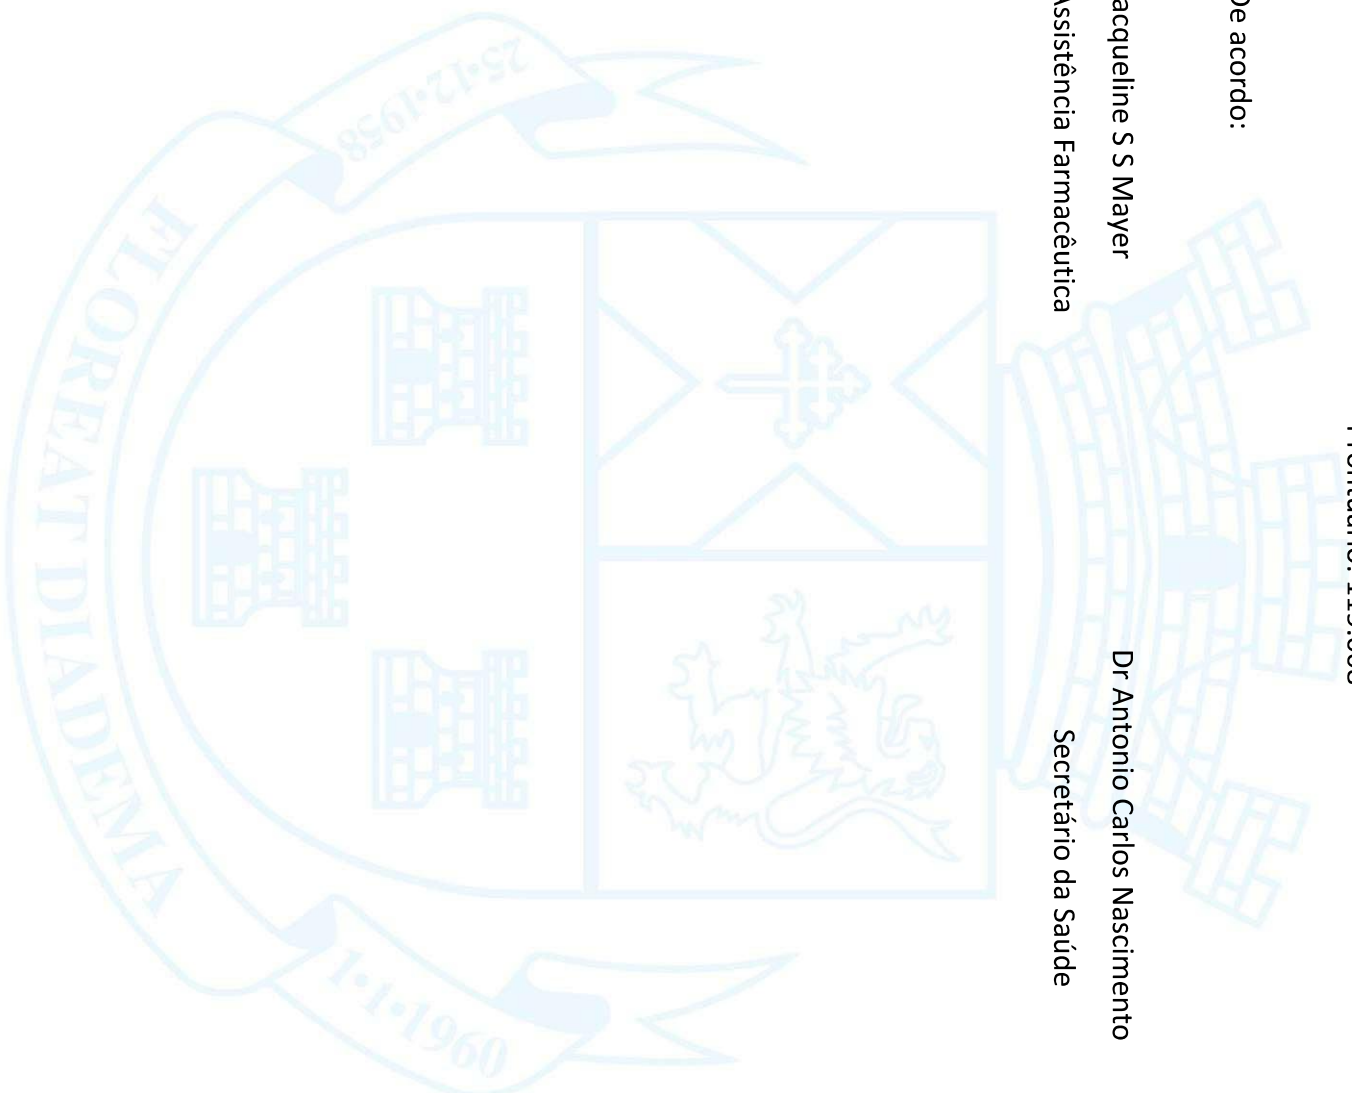 De acordo:
acqueline S S Mayer
Dr Antonio Carlos Nascimento
Assistência Farmacêutica
Secretário da Saúde
25•12•1958
FLOREAT DIADEMA
1•1•1960